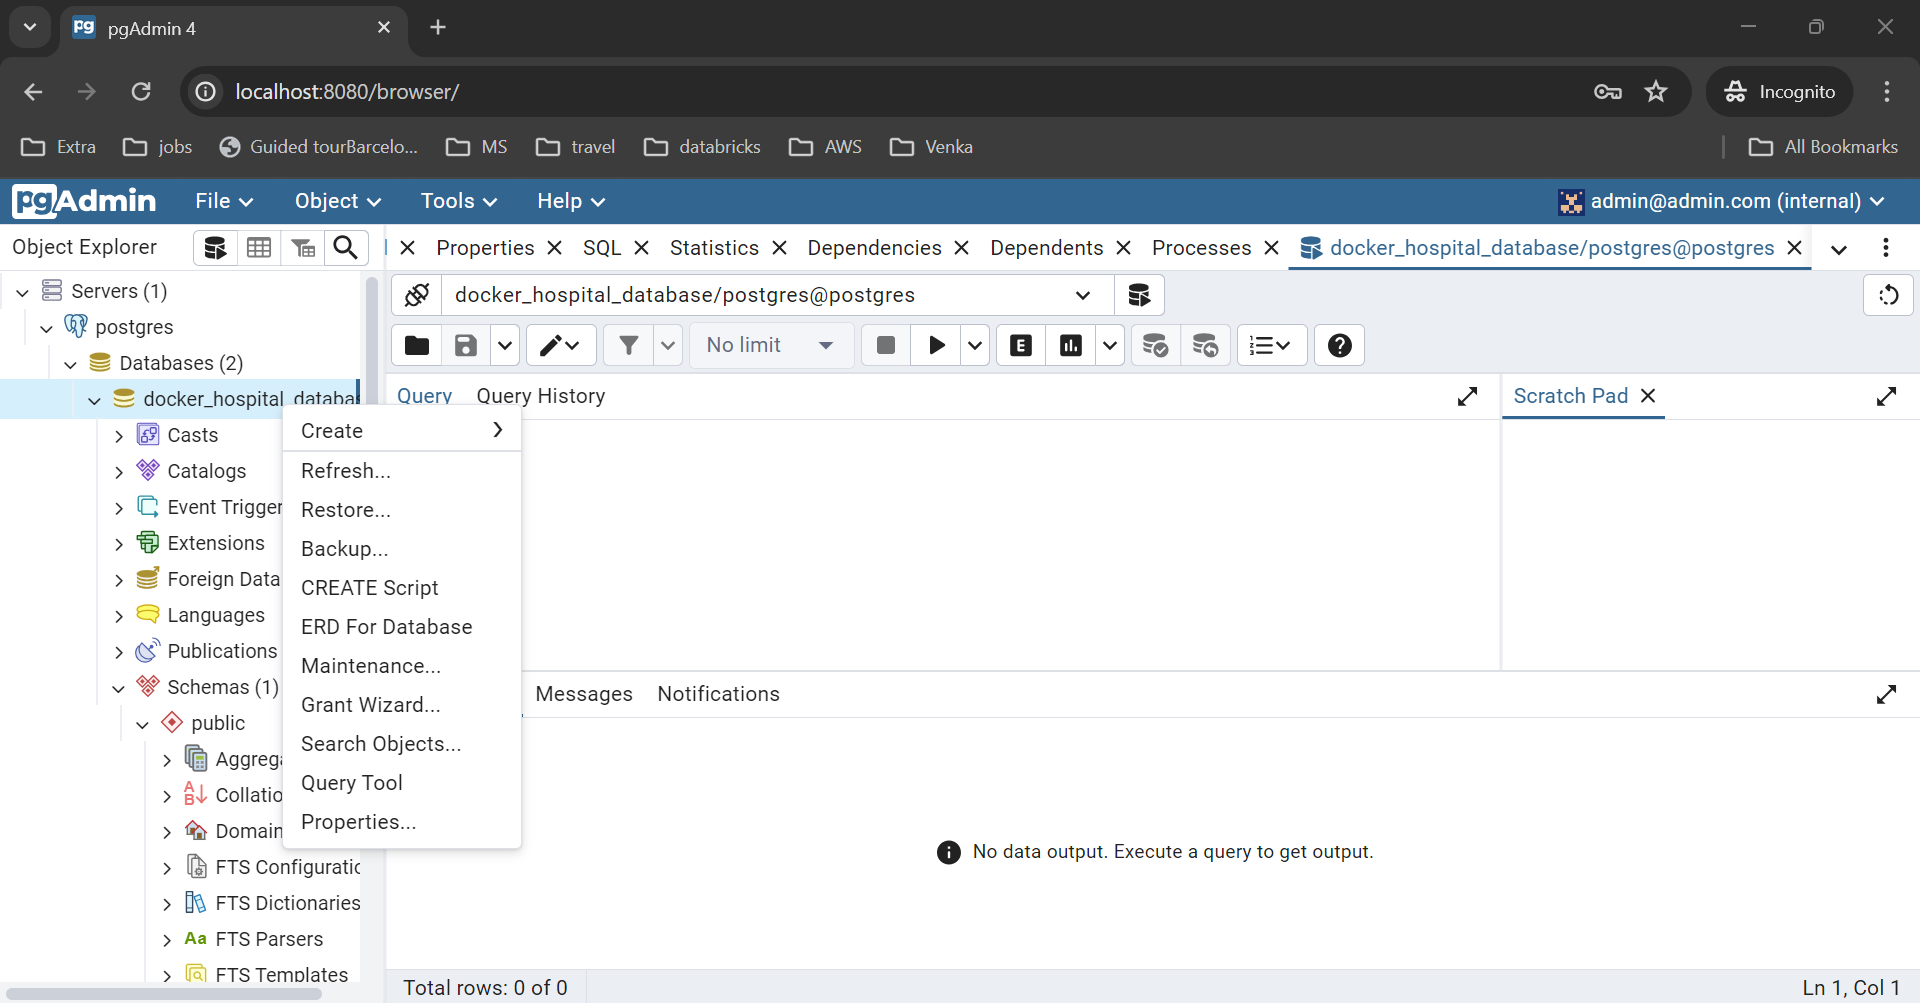 pgAdmin 4
localhost:8080/browser/
Incognito
Extra
jobs
Guided tourBarcelo...
MS
travel
databricks
AWS
Venka
All Bookmarks
pgAdmin
File
Object
Tools
Help
admin@admin.com (internal)
Object Explorer
Properties
SQL
Statistics
Dependencies
Dependents
Processes
docker_hospital_database/postgres@postgres
Servers (1)
postgres
Databases (2)
docker_hospital_databa
Casts
Catalogs
Event Trigger
Extensions
Foreign Data
Languages
Publications
Schemas (1)
public
Aggrega
Collatio
Domain
FTS Configuratio
FTS Dictionaries
Aa FTS Parsers
FTS Templates
docker_hospital_database/postgres@postgres
No limit
E
Query
Query History
Scratch Pad
Create
Refresh...
Restore...
Backup...
CREATE Script
ERD For Database
Maintenance...
Grant Wizard...
Search Objects...
Query Tool
Properties...
Messages
Notifications
No data output. Execute a query to get output.
Total rows: 0 of 0
Ln 1, Col 1